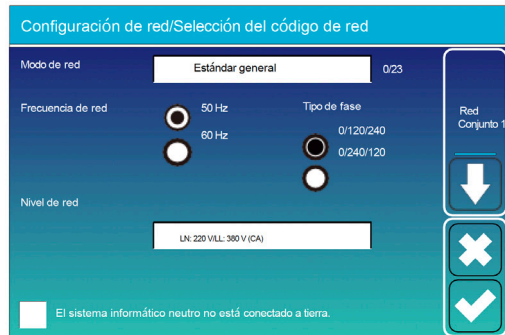 Configuración de red/Selección del código de red
Modo de red
Estándar general
0/23
Frecuencia de red
50 Hz
60 Hz
Tipo de fase
0/120/240
0/240/120
Red
Conjunto 1
Nivel de red
LN: 220 V/LL: 380 V (CA)
El sistema informático neutro no está conectado a tierra.